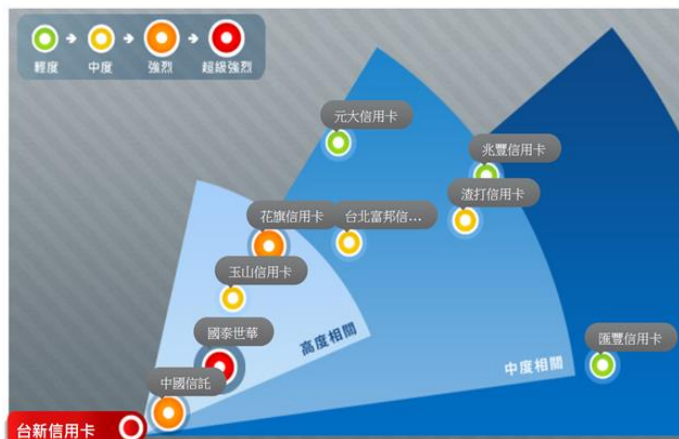 輕度
中度
強烈
超級強烈
元大信用卡
兆豐信用卡
渣打信用卡
花旗信用卡
台北富邦信...
玉山信用卡
國泰世華
高度相關
匯豐信用卡
中度相關
中國信託
台新信用卡